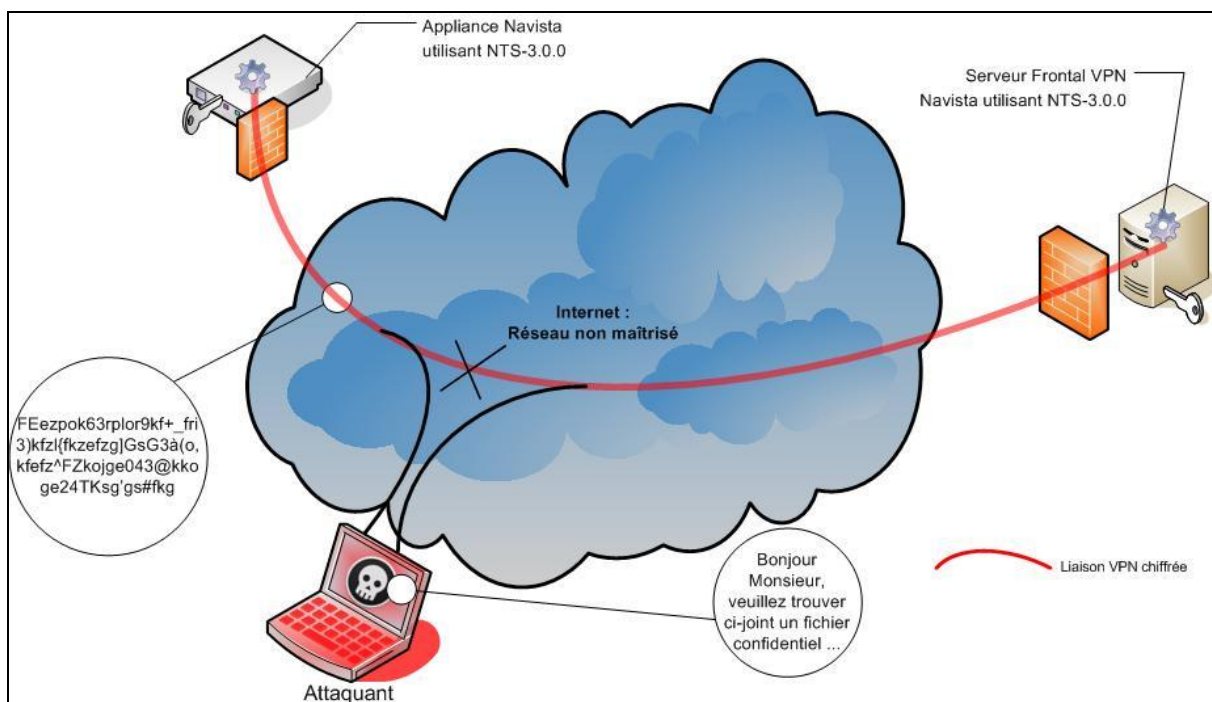 Appliance Navista
utilisant NTS-3.0.0
Serveur Frontal VPN
Navista utilisant NTS-3.0.0
Internet :
Réseau non maîtrisé
FEezpok63rplor9kf+_fri
3)kfzl{fkzefzg]GsG3à(o,
kfefz^FZkojge043@kko
ge24TKsg'gs#fkg
Bonjour
Monsieur,
veuillez trouver
ci-joint un fichier
confidentiel ...
Liaison VPN chiffrée
Attaquant